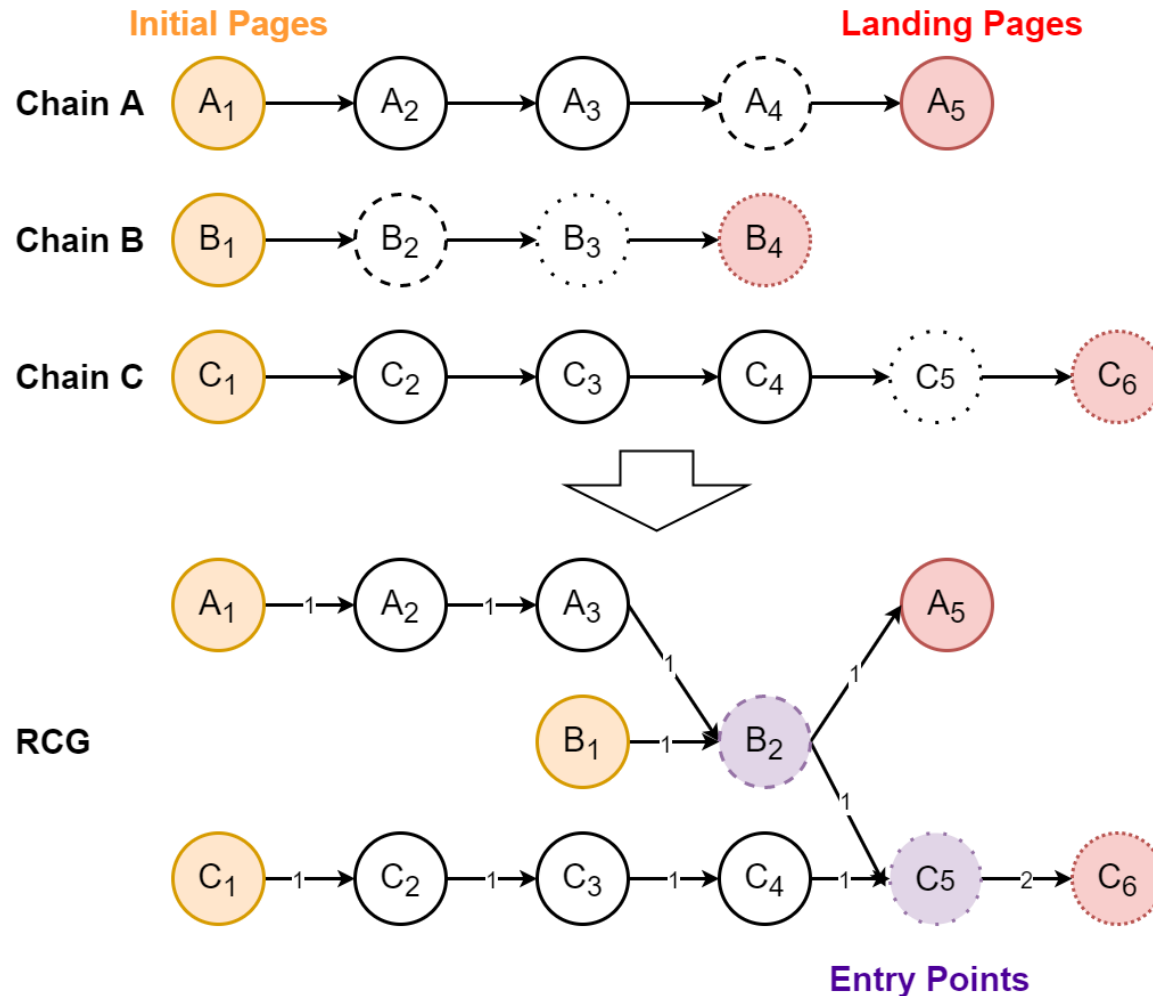 Initial Pages Landing Pages
Chain A A₁ A₂ A₃ A₄ A₅
Chain B B₁ B₂ B₃ B₄
Chain C C₁ C₂ C₃ C₄ C5 C₆
A₁ 1 A₂ 1 A₃ A₅
1 1
RCG B₁ 1 B₂
1
C₁ 1 C₂ 1 C₃ 1 C₄ 1 C5 2 C₆
Entry Points